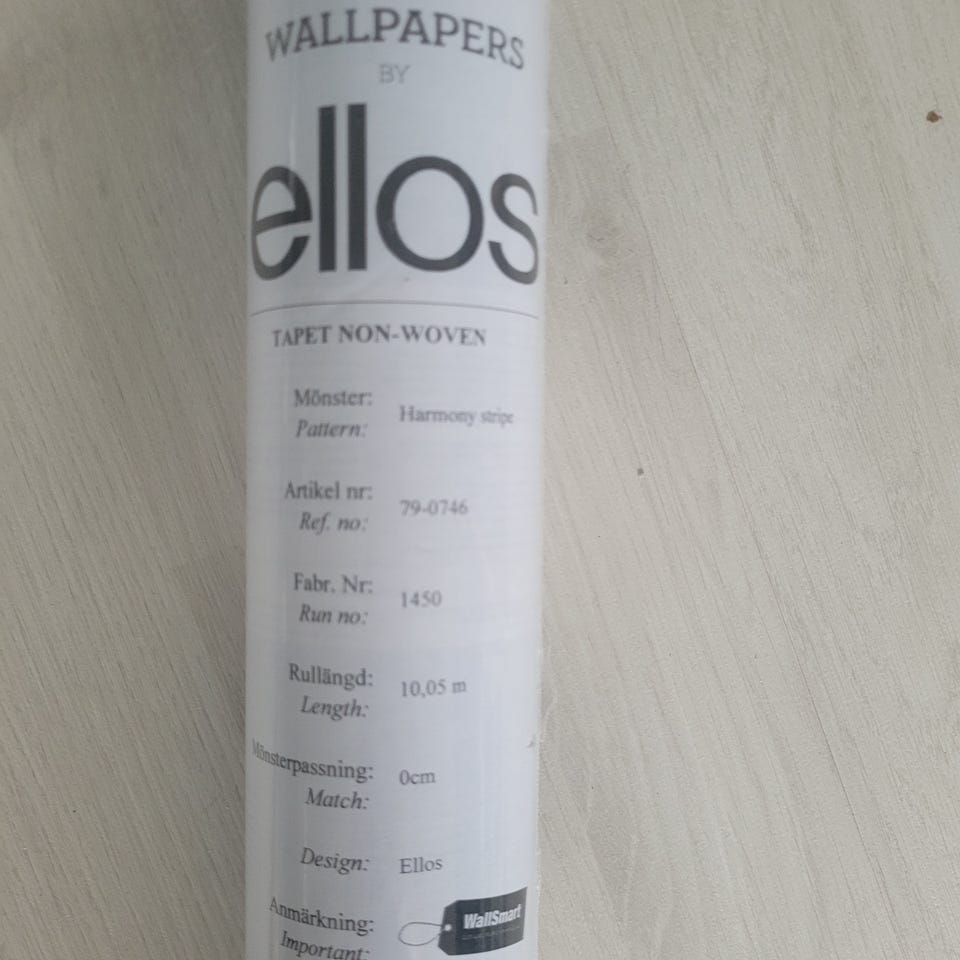 WALLPAPERS
BY
ellos
TAPET NON-WOVEN
Mönster:
Pattern: Harmony stripe
Artikel nr:
Ref. no: 79-0746
Fabr. Nr:
Run no: 1450
Rullängd:
Length: 10,05 m
Mönsterpassning:
Match: 0cm
Design: Ellos
Anmärkning:
Important: WallSmart